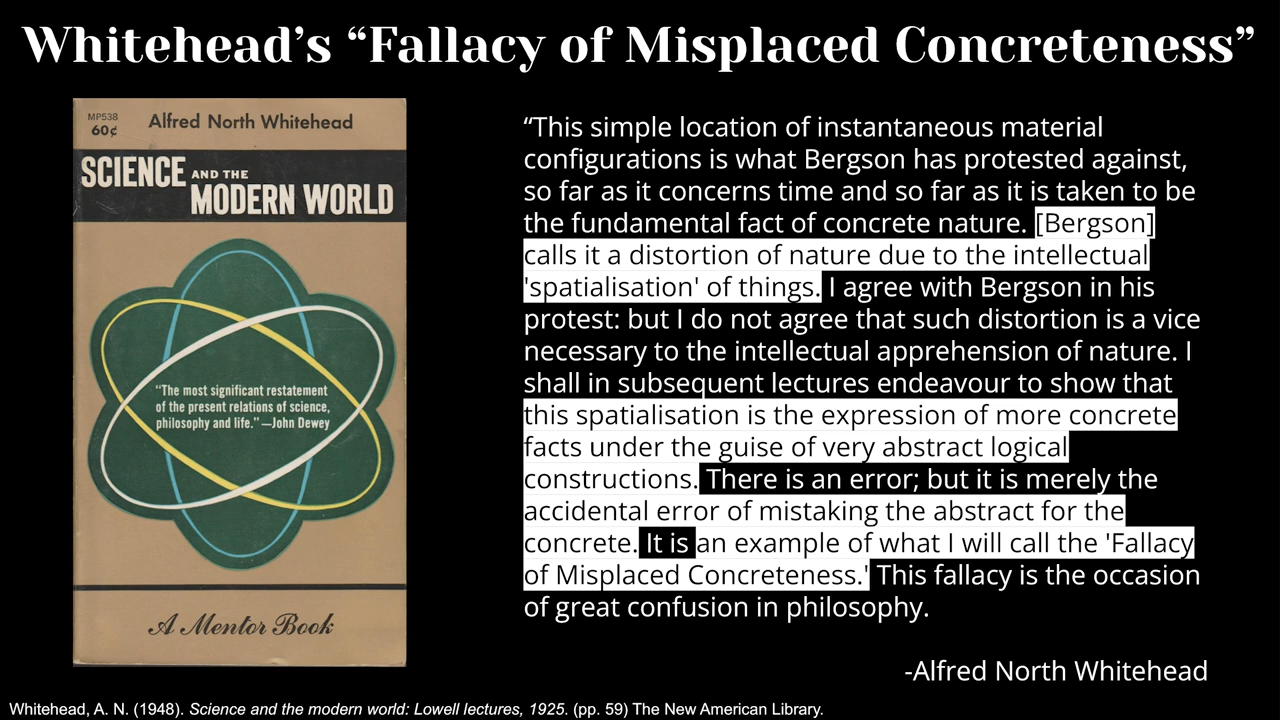 Whitehead's “Fallacy of Misplaced Concreteness”
MP538
60¢
Alfred North Whitehead
SCIENCE AND THE
MODERN WORLD
“The most significant restatement
of the present relations of science,
philosophy and life.” —John Dewey
A Mentor Book
“This simple location of instantaneous material
configurations is what Bergson has protested against,
so far as it concerns time and so far as it is taken to be
the fundamental fact of concrete nature. [Bergson]
calls it a distortion of nature due to the intellectual
'spatialisation' of things. I agree with Bergson in his
protest: but I do not agree that such distortion is a vice
necessary to the intellectual apprehension of nature. I
shall in subsequent lectures endeavour to show that
this spatialisation is the expression of more concrete
facts under the guise of very abstract logical
constructions. There is an error; but it is merely the
accidental error of mistaking the abstract for the
concrete. It is an example of what I will call the 'Fallacy
of Misplaced Concreteness.' This fallacy is the occasion
of great confusion in philosophy.
-Alfred North Whitehead
Whitehead, A. N. (1948). Science and the modern world: Lowell lectures, 1925. (pp. 59) The New American Library.